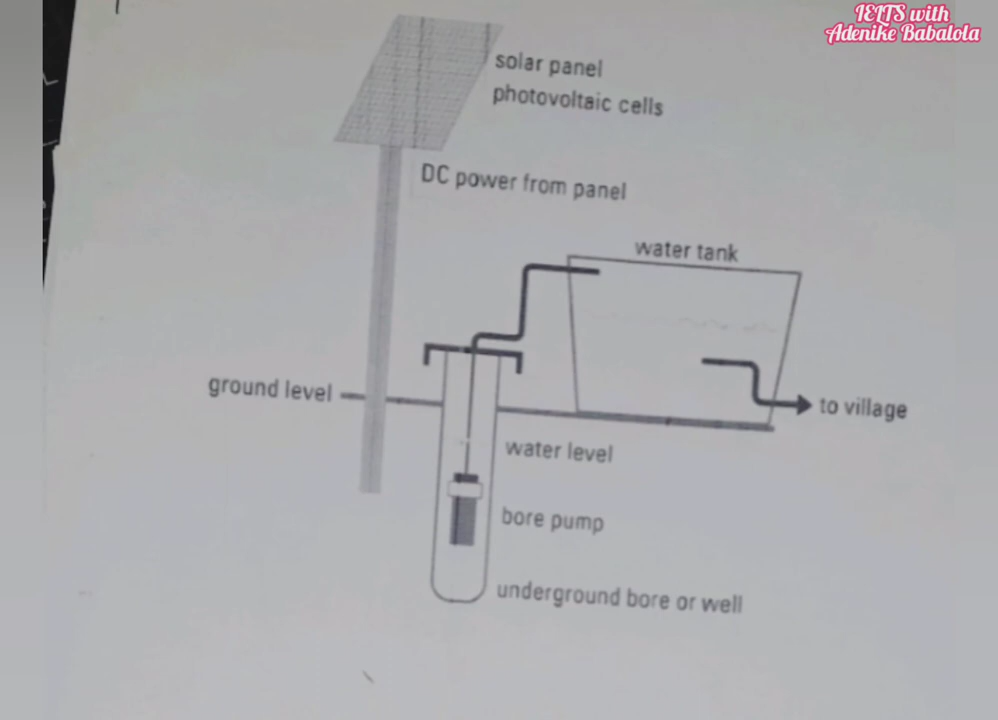 IELTS with
Adenike Babalola
solar panel
photovoltaic cells
DC power from panel
water tank
ground level
to village
water level
bore pump
underground bore or well